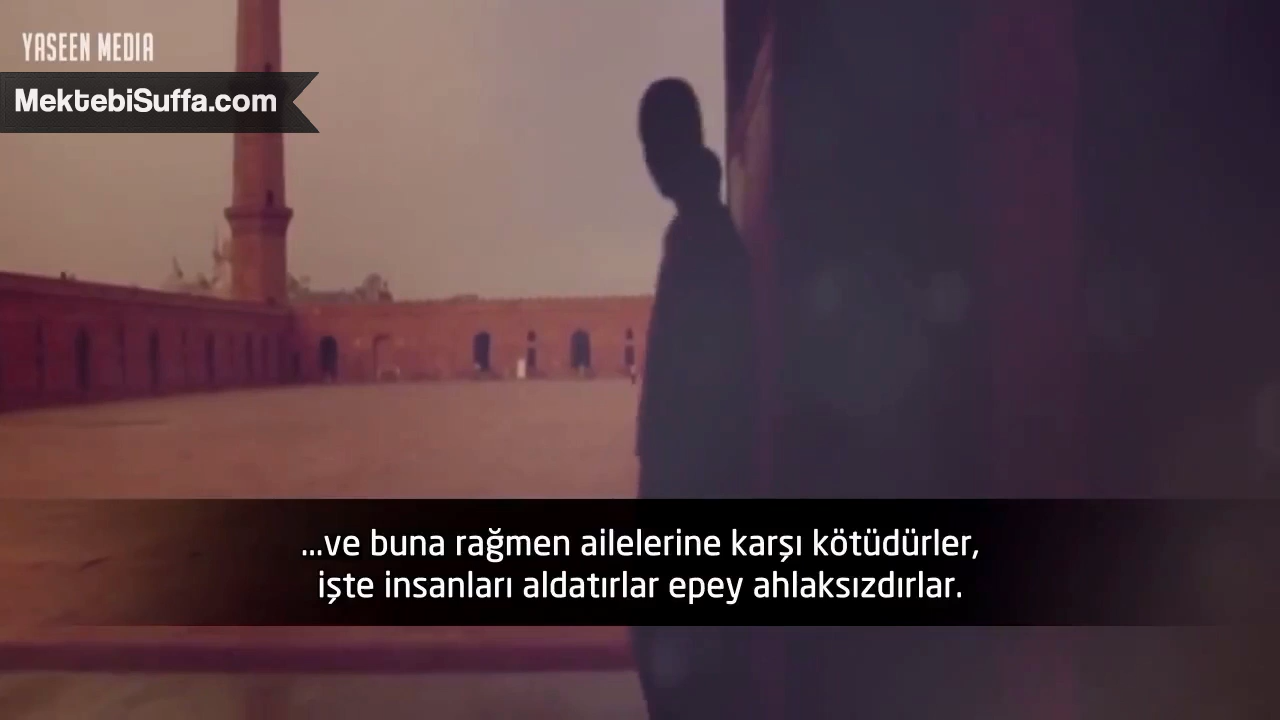 YASEEN MEDIA
MektebiSuffa.com
...ve buna rağmen ailelerine karşı kötüdürler,
işte insanları aldatırlar epey ahlaksızdırlar.